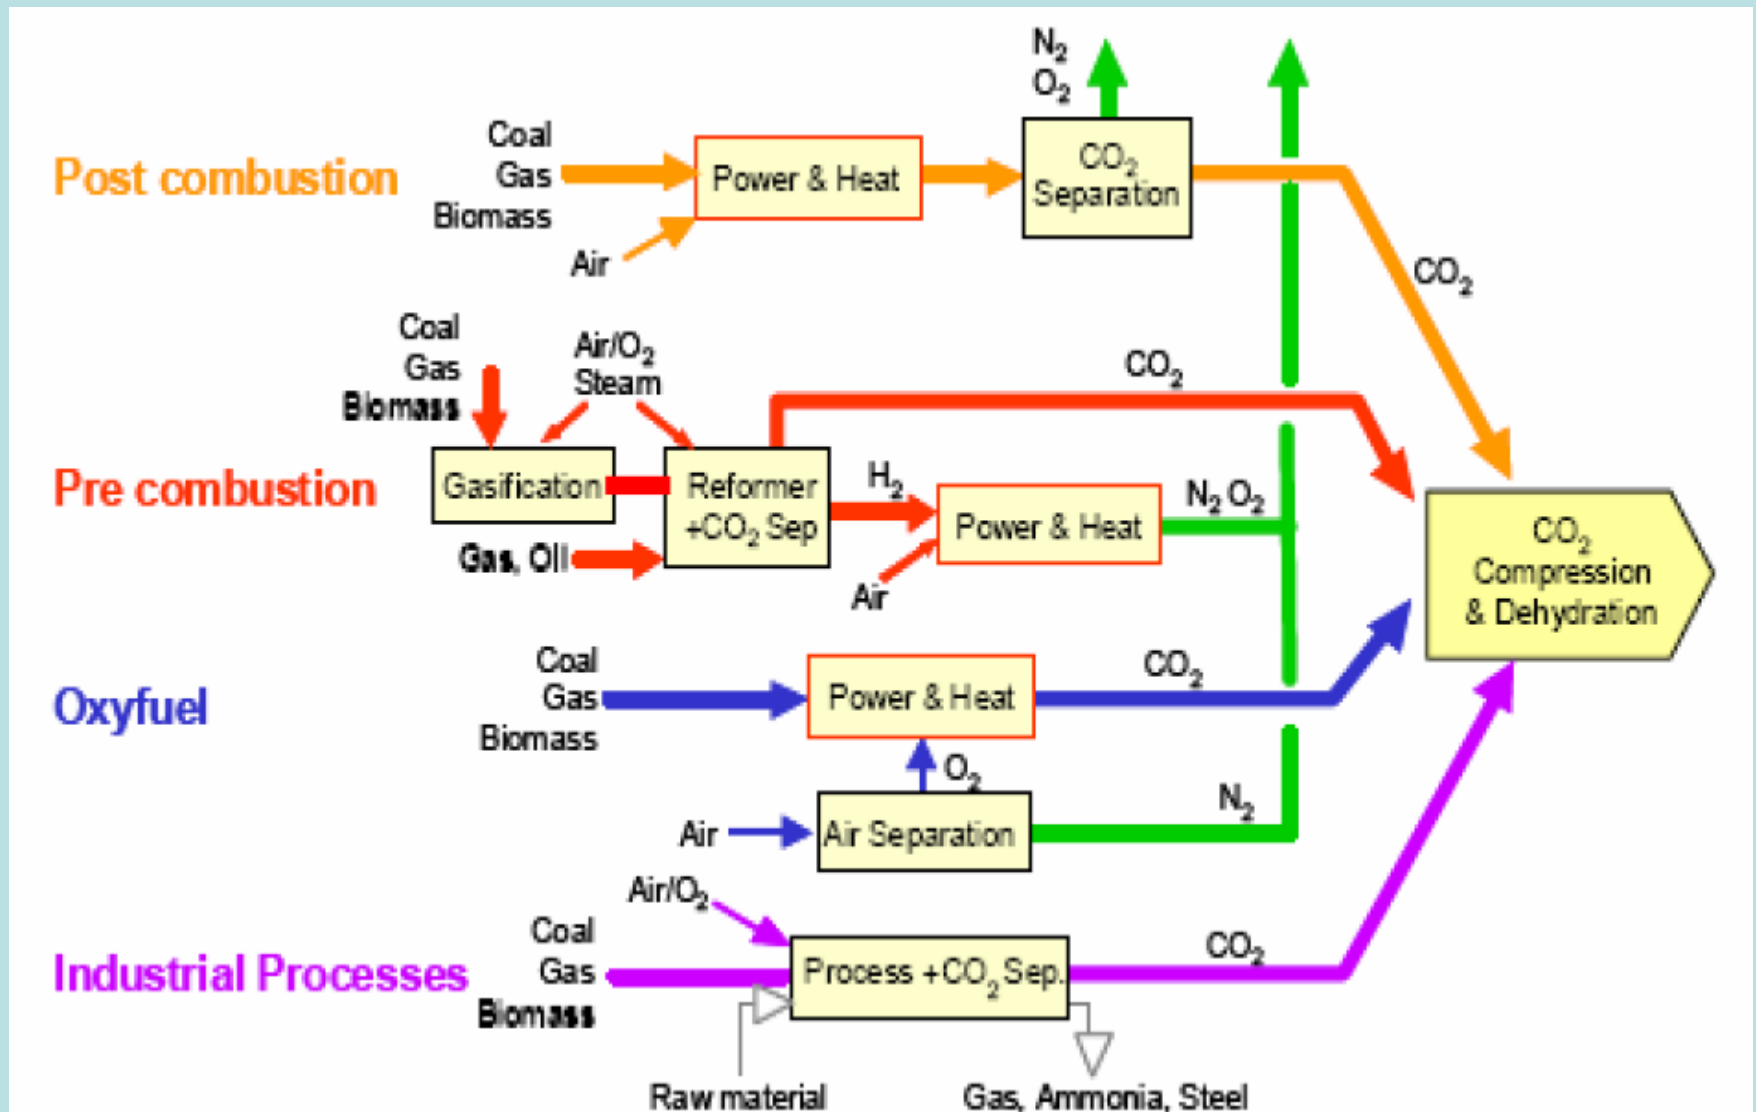 N₂
O₂
Post combustion
Coal
Gas
Biomass
Air
Power & Heat
CO₂
Separation
CO₂
Pre combustion
Coal
Gas
Biomass
Air/O₂
Steam
Gasification
Gas, Oil
Reformer
+CO₂ Sep
CO₂
H₂
Air
Power & Heat
N₂ O₂
CO₂
Compression
& Dehydration
Oxyfuel
Coal
Gas
Biomass
Power & Heat
CO₂
O₂
Air
Air Separation
N₂
Industrial Processes
Air/O₂
Coal
Gas
Biomass
Process +CO₂ Sep.
CO₂
Raw material
Gas, Ammonia, Steel